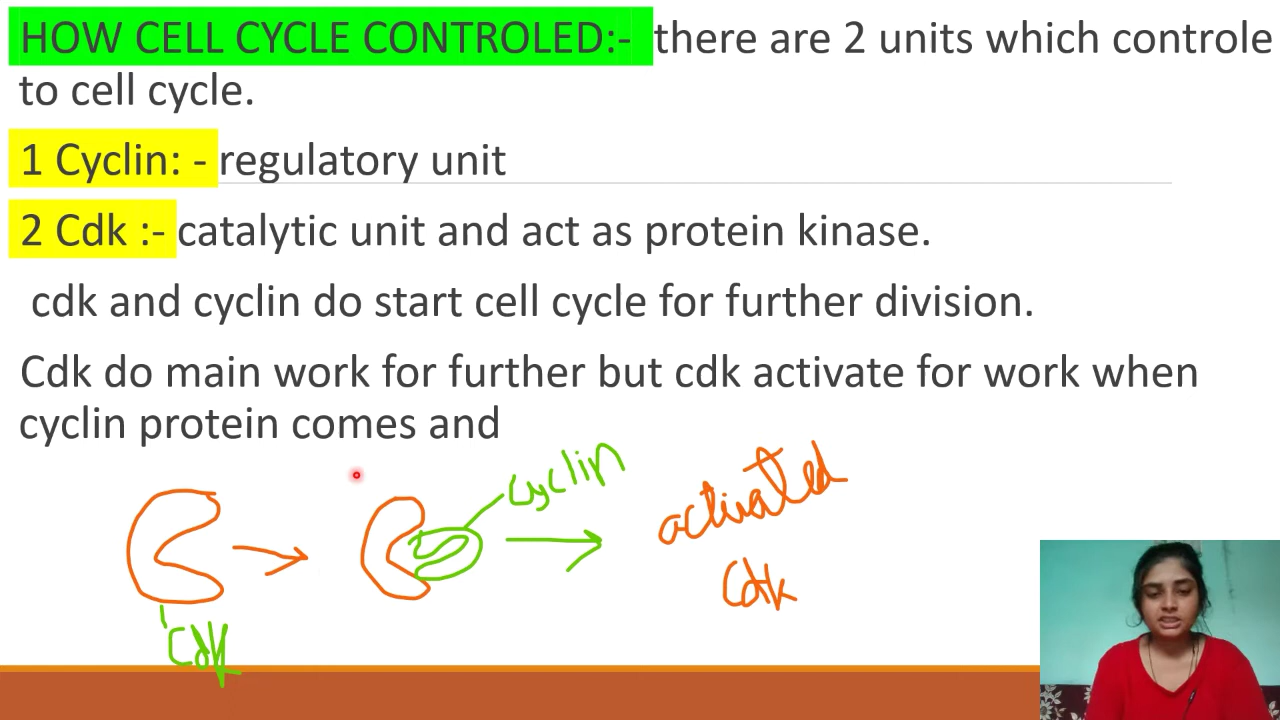 HOW CELL CYCLE CONTROLED:- there are 2 units which controle
to cell cycle.
1 Cyclin: - regulatory unit
2 Cdk :- catalytic unit and act as protein kinase.
cdk and cyclin do start cell cycle for further division.
Cdk do main work for further but cdk activate for work when
cyclin protein comes and
cyclin
activated
Cdk
Cdk